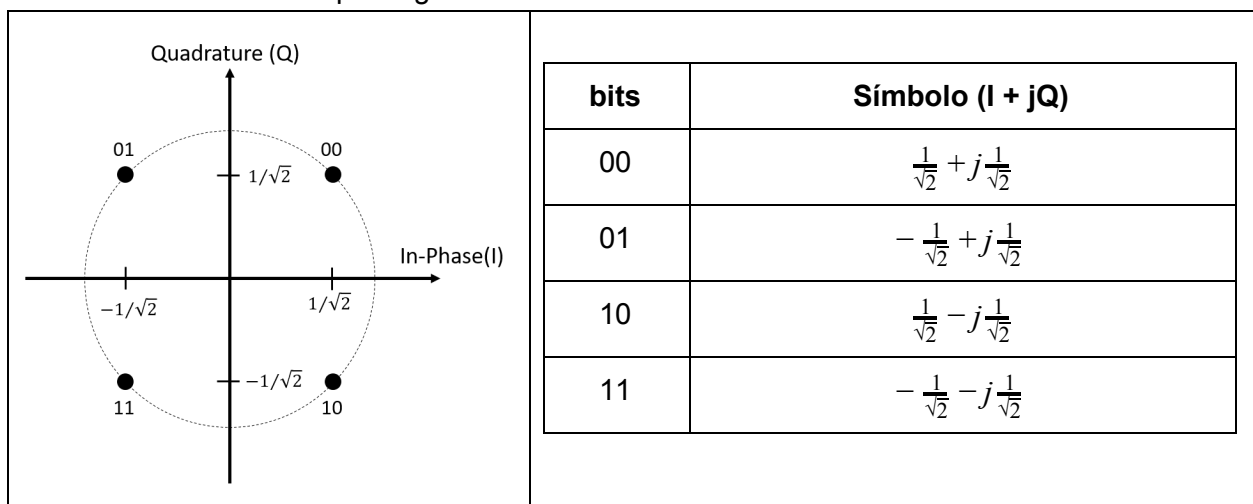 Quadrature (Q)
01
00
1/√2
In-Phase(I)
−1/√2
1/√2
−1/√2
11
10
bits Símbolo (I + jQ)
00 1/√2 + j 1/√2
01 − 1/√2 + j 1/√2
10 1/√2 − j 1/√2
11 − 1/√2 − j 1/√2